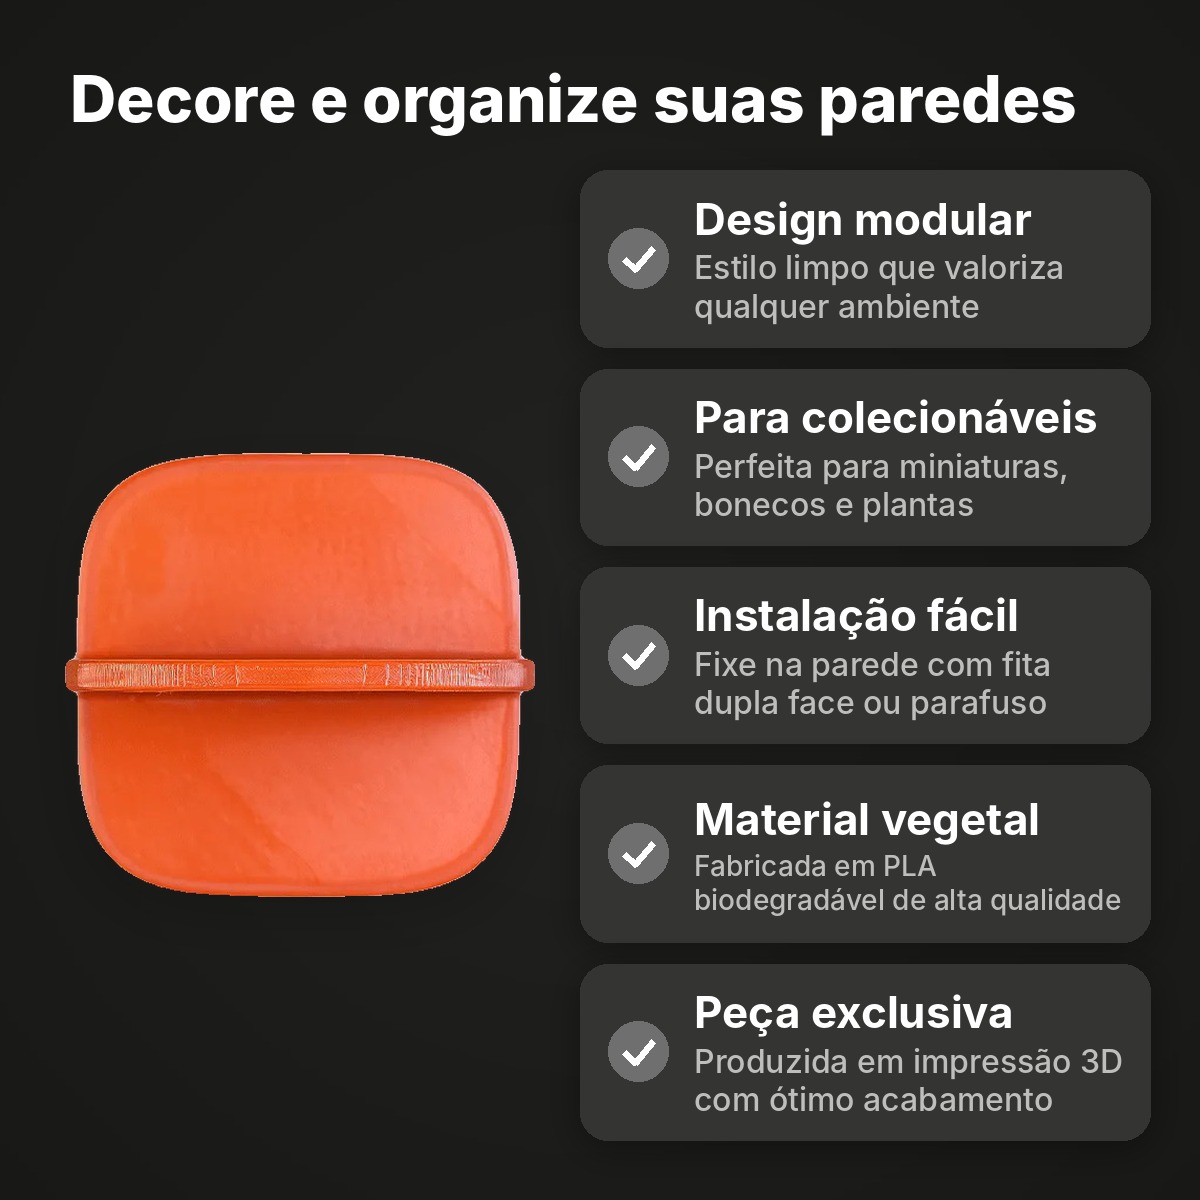 Decore e organize suas paredes
Design modular
Estilo limpo que valoriza
qualquer ambiente
Para colecionáveis
Perfeita para miniaturas,
bonecos e plantas
Instalação fácil
Fixe na parede com fita
dupla face ou parafuso
Material vegetal
Fabricada em PLA
biodegradável de alta qualidade
Peça exclusiva
Produzida em impressão 3D
com ótimo acabamento